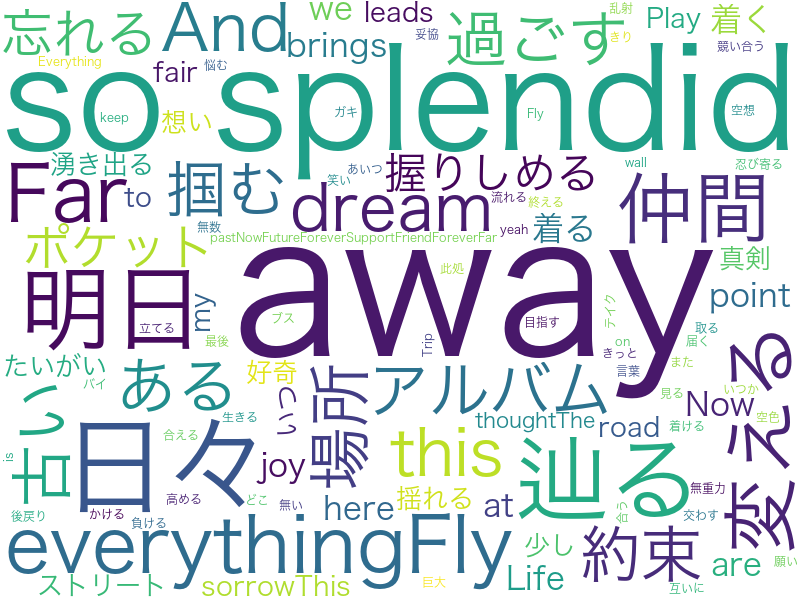 忘れる And we leads 過ごす Play 着く 乱射
brings 妥協 きり 競い合う
Everything 悩む fair
so splendid
keep 想い ガキ Fly 空想
湧き出る 笑い あいつ 握りしめる wall 忍び寄る
Far to 掴む dream 流れる 終える 仲間
無数 yeah 着る 真剣
ポケット pastNowFutureForeverSupportFriendForeverFar
明日 away 此処 point
my ブス 目指す テイク
立てる 最後 Trip on 取る 届く
たいがい ある 好奇 いつ 場所 アルバム きっと また 変える
バイ 言葉 見る いつか
古い 日々 生きる this thoughtThe road Now 着ける 空色
合える joy 辿る
is 高める どこ 無い here 揺れる at 無重力
後戻り かける 負ける 合う 交わす
everythingFly 約束 少し are 願い
ストリート sorrowThis 巨大 Life 互いに